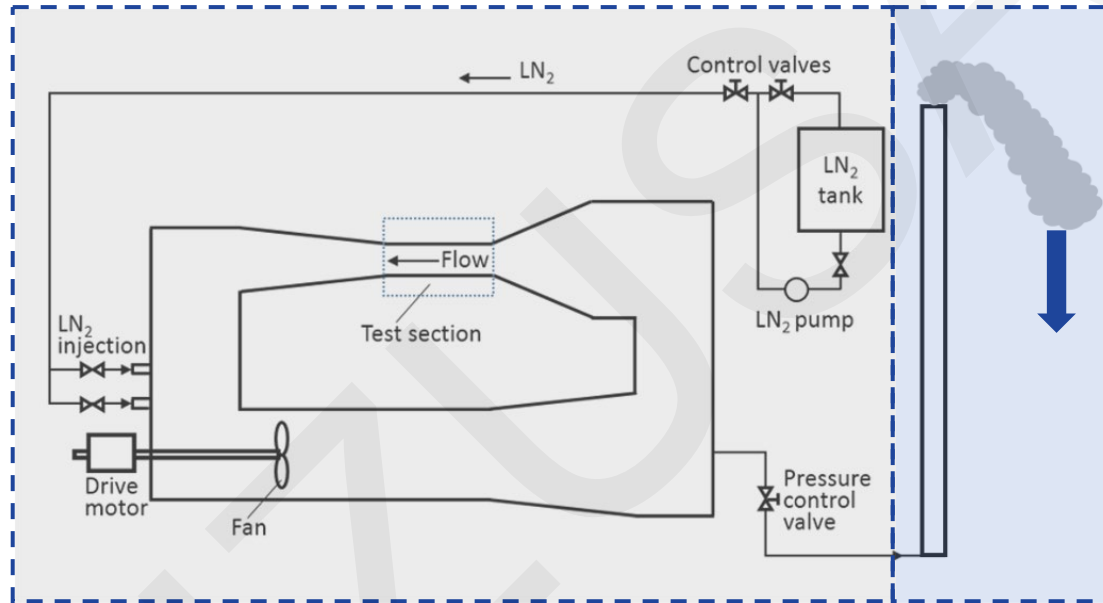 LN₂
Control valves
LN₂
tank
Flow
LN₂ pump
Test section
LN₂
injection
Drive
motor
Fan
Pressure
control
valve